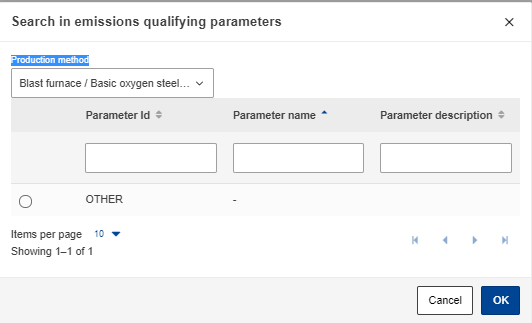 Search in emissions qualifying parameters
Production method
Blast furnace / Basic oxygen steel...
Parameter Id Parameter name Parameter description
OTHER -
Items per page 10
Showing 1–1 of 1
Cancel OK